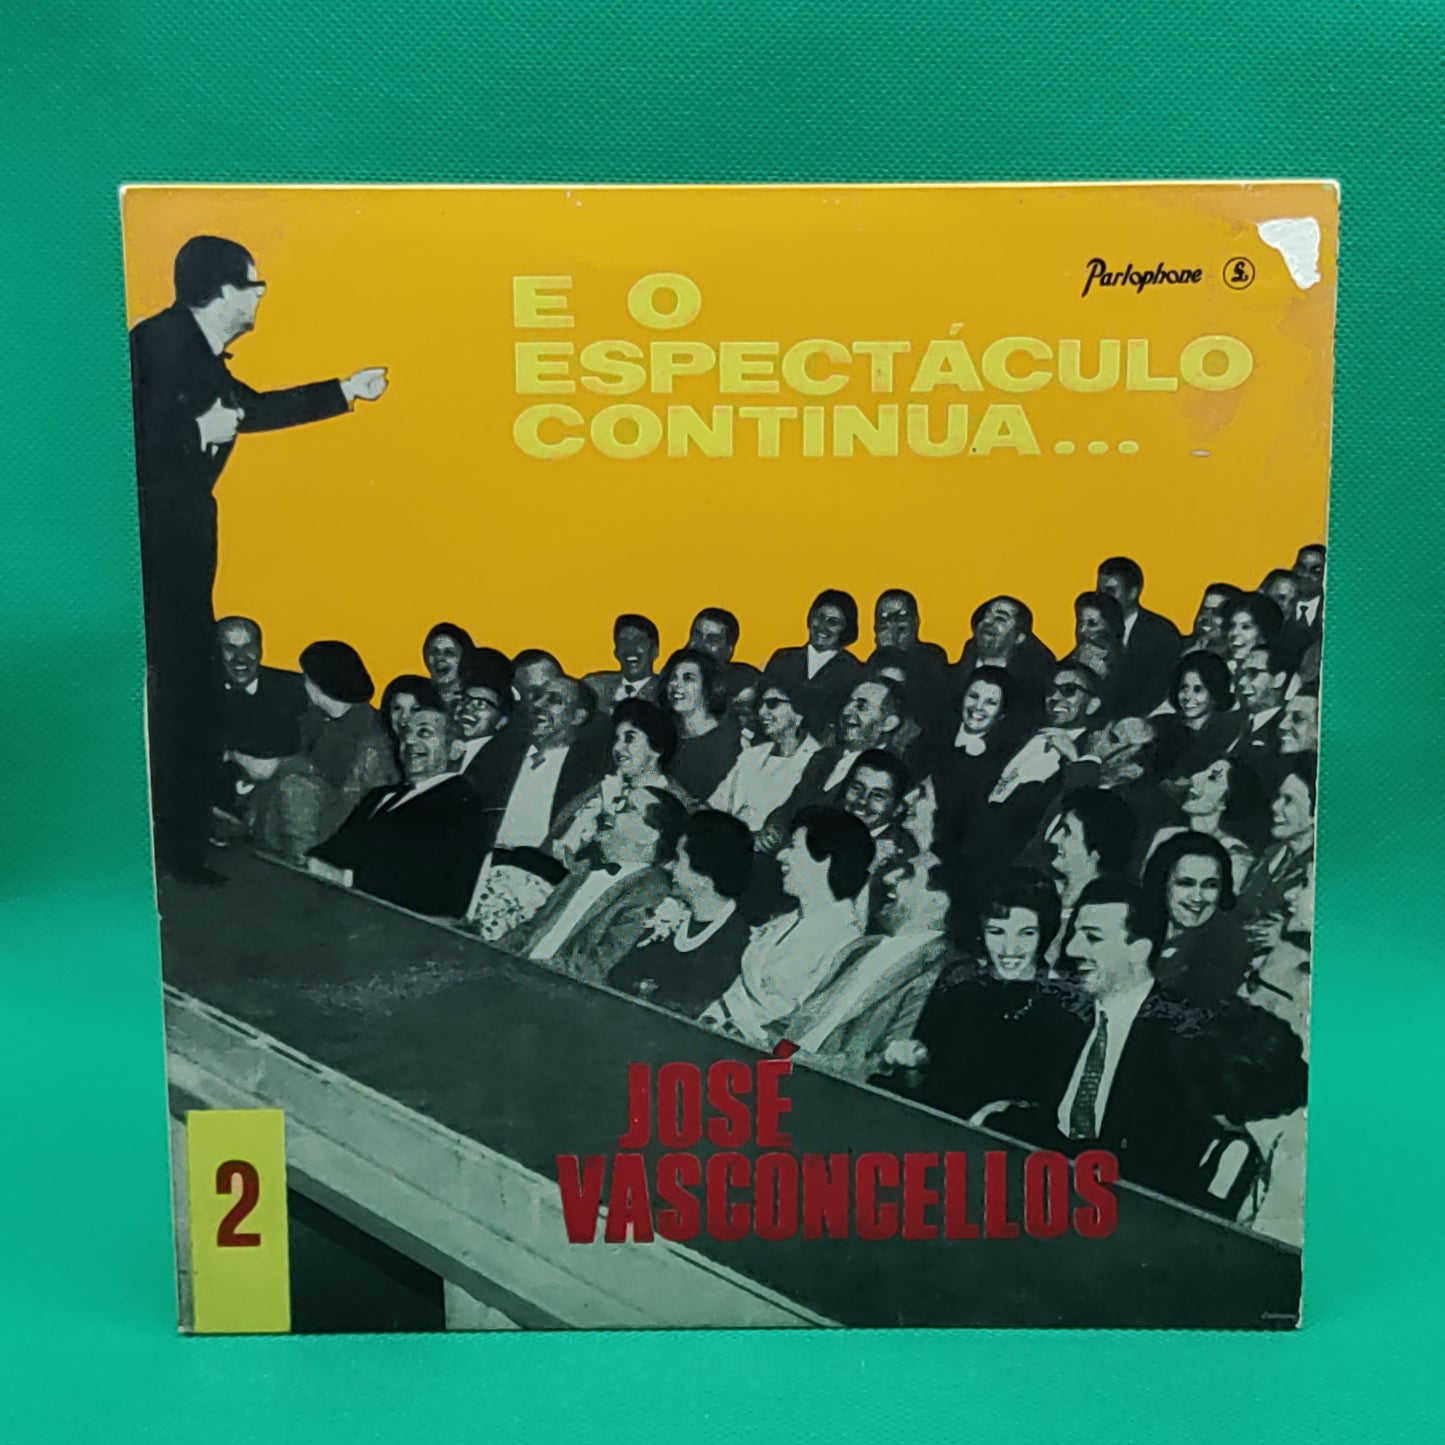 Parlophone £
E O
ESPECTÁCULO
CONTINUA...
JOSÉ
VASCONCELLOS
2